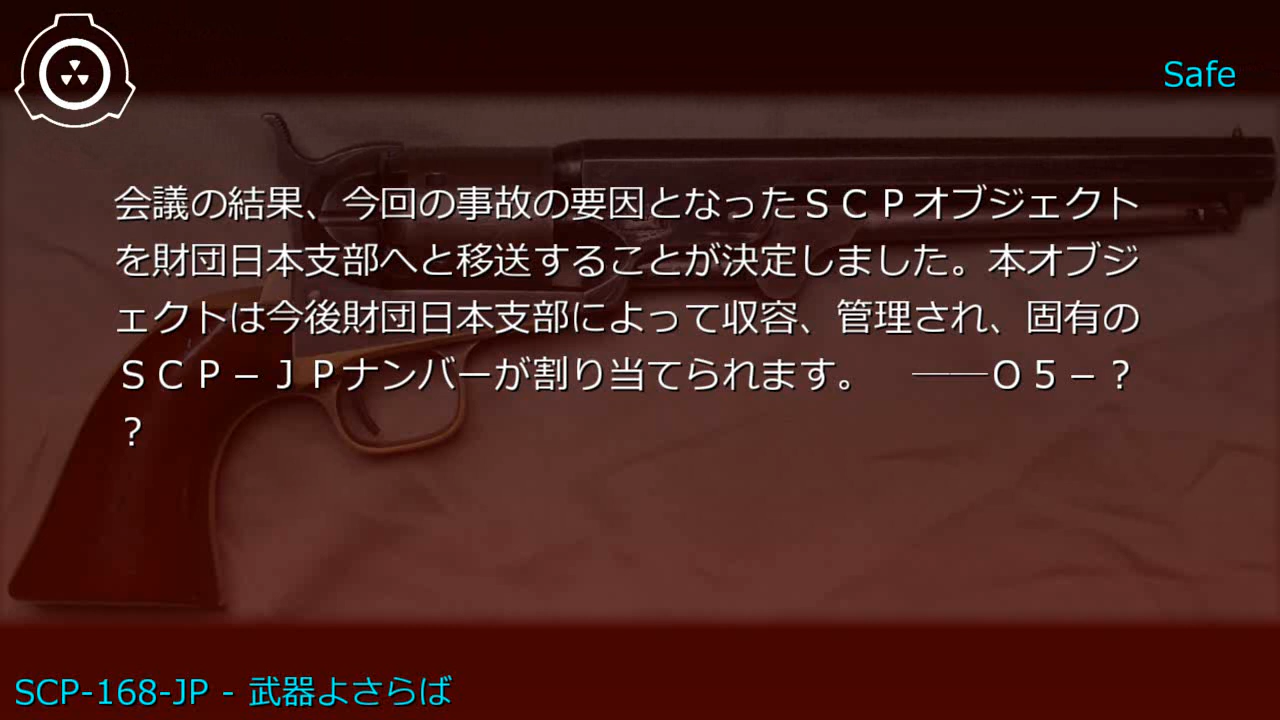 Safe
会議の結果、今回の事故の要因となったＳＣＰオブジェクト
を財団日本支部へと移送することが決定しました。本オブジ
ェクトは今後財団日本支部によって収容、管理され、固有の
ＳＣＰ－ＪＰナンバーが割り当てられます。　――Ｏ５－？
？
SCP-168-JP - 武器よさらば